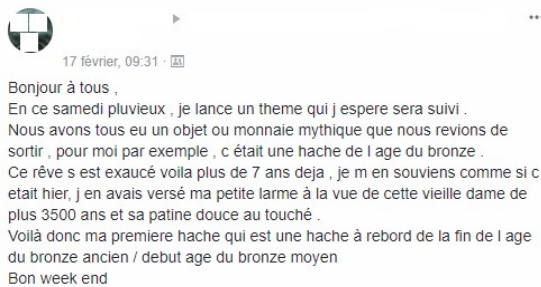 17 février, 09:31 ·
Bonjour à tous ,
En ce samedi pluvieux , je lance un theme qui j espere sera suivi .
Nous avons tous eu un objet ou monnaie mythique que nous revions de
sortir , pour moi par exemple , c était une hache de l age du bronze .
Ce rêve s est exaucé voila plus de 7 ans deja , je m en souviens comme si c
etait hier, j en avais versé ma petite larme à la vue de cette vieille dame de
plus 3500 ans et sa patine douce au touché .
Voilà donc ma premiere hache qui est une hache à rebord de la fin de l age
du bronze ancien / debut age du bronze moyen
Bon week end